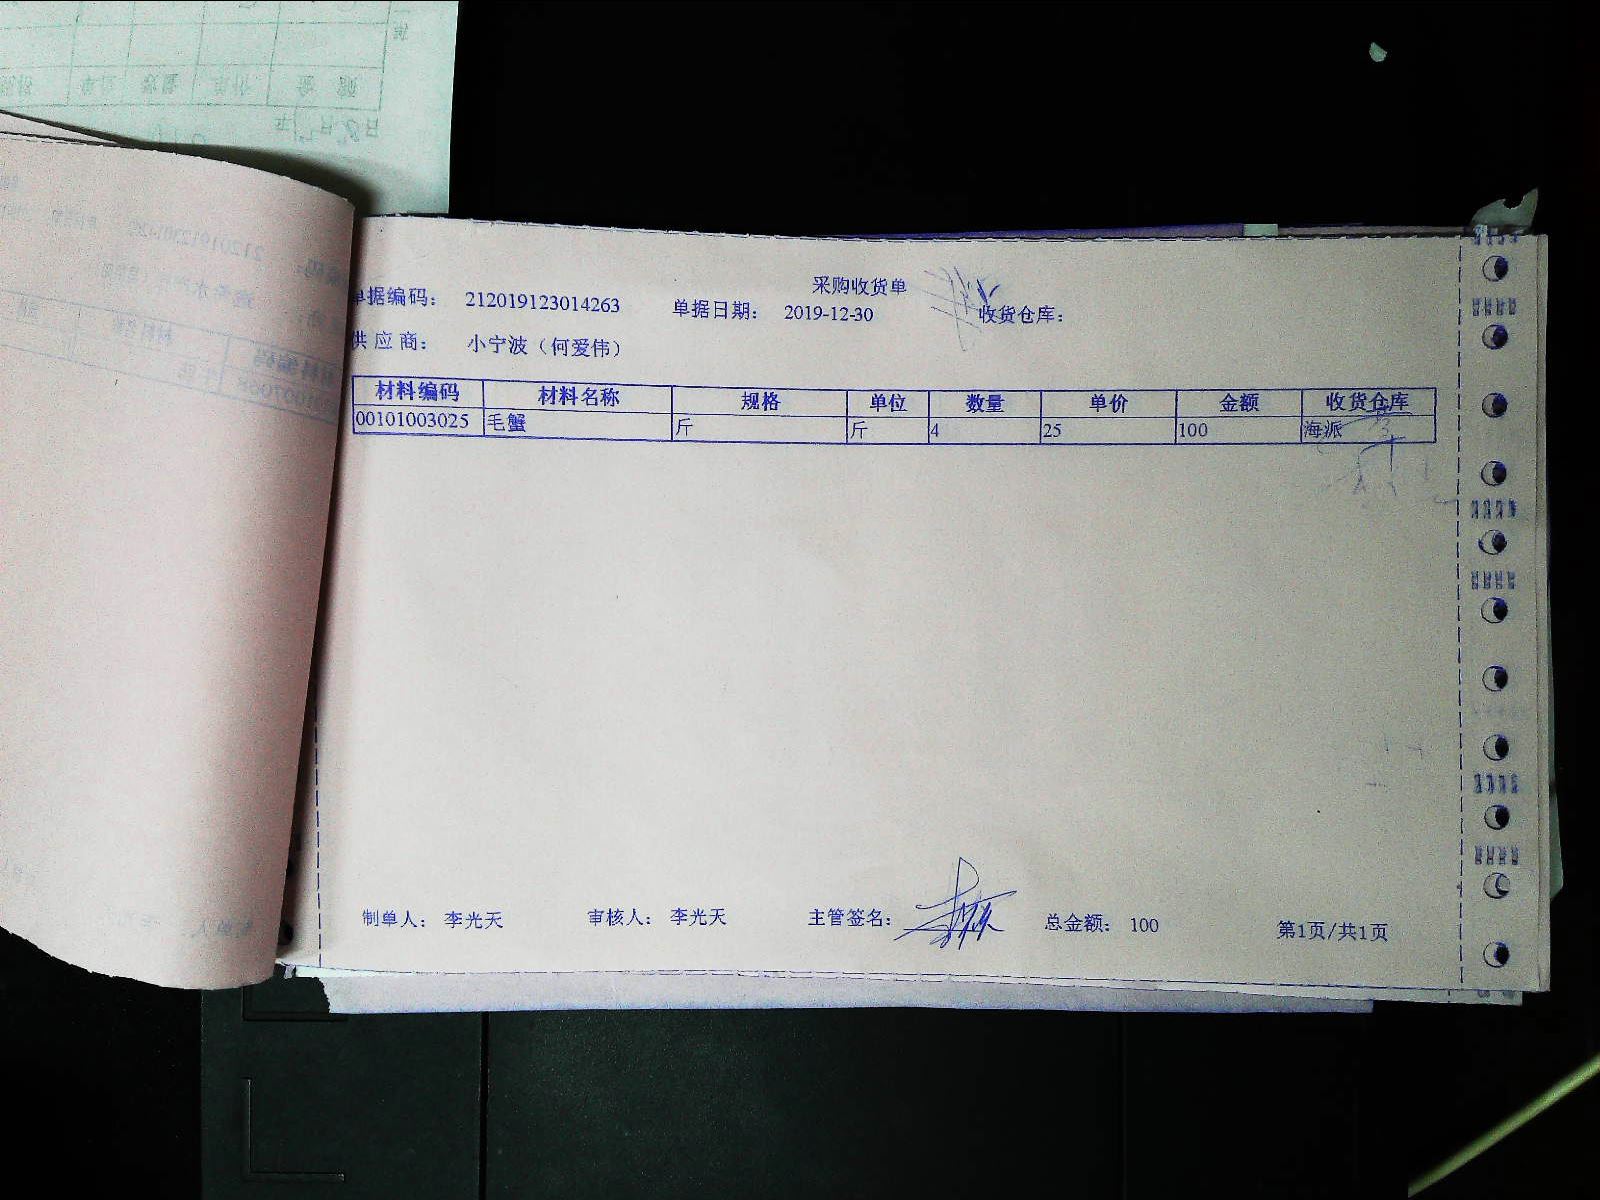 采购收货单
单据编码： 212019123014263 单据日期： 2019-12-30 收货仓库：
供应商： 小宁波（何爱伟）
材料编码 材料名称 规格 单位 数量 单价 金额 收货仓库
00101003025 毛蟹 斤 斤 4 25 100 海派
制单人： 李光天 审核人： 李光天 主管签名： 总金额： 100 第1页/共1页